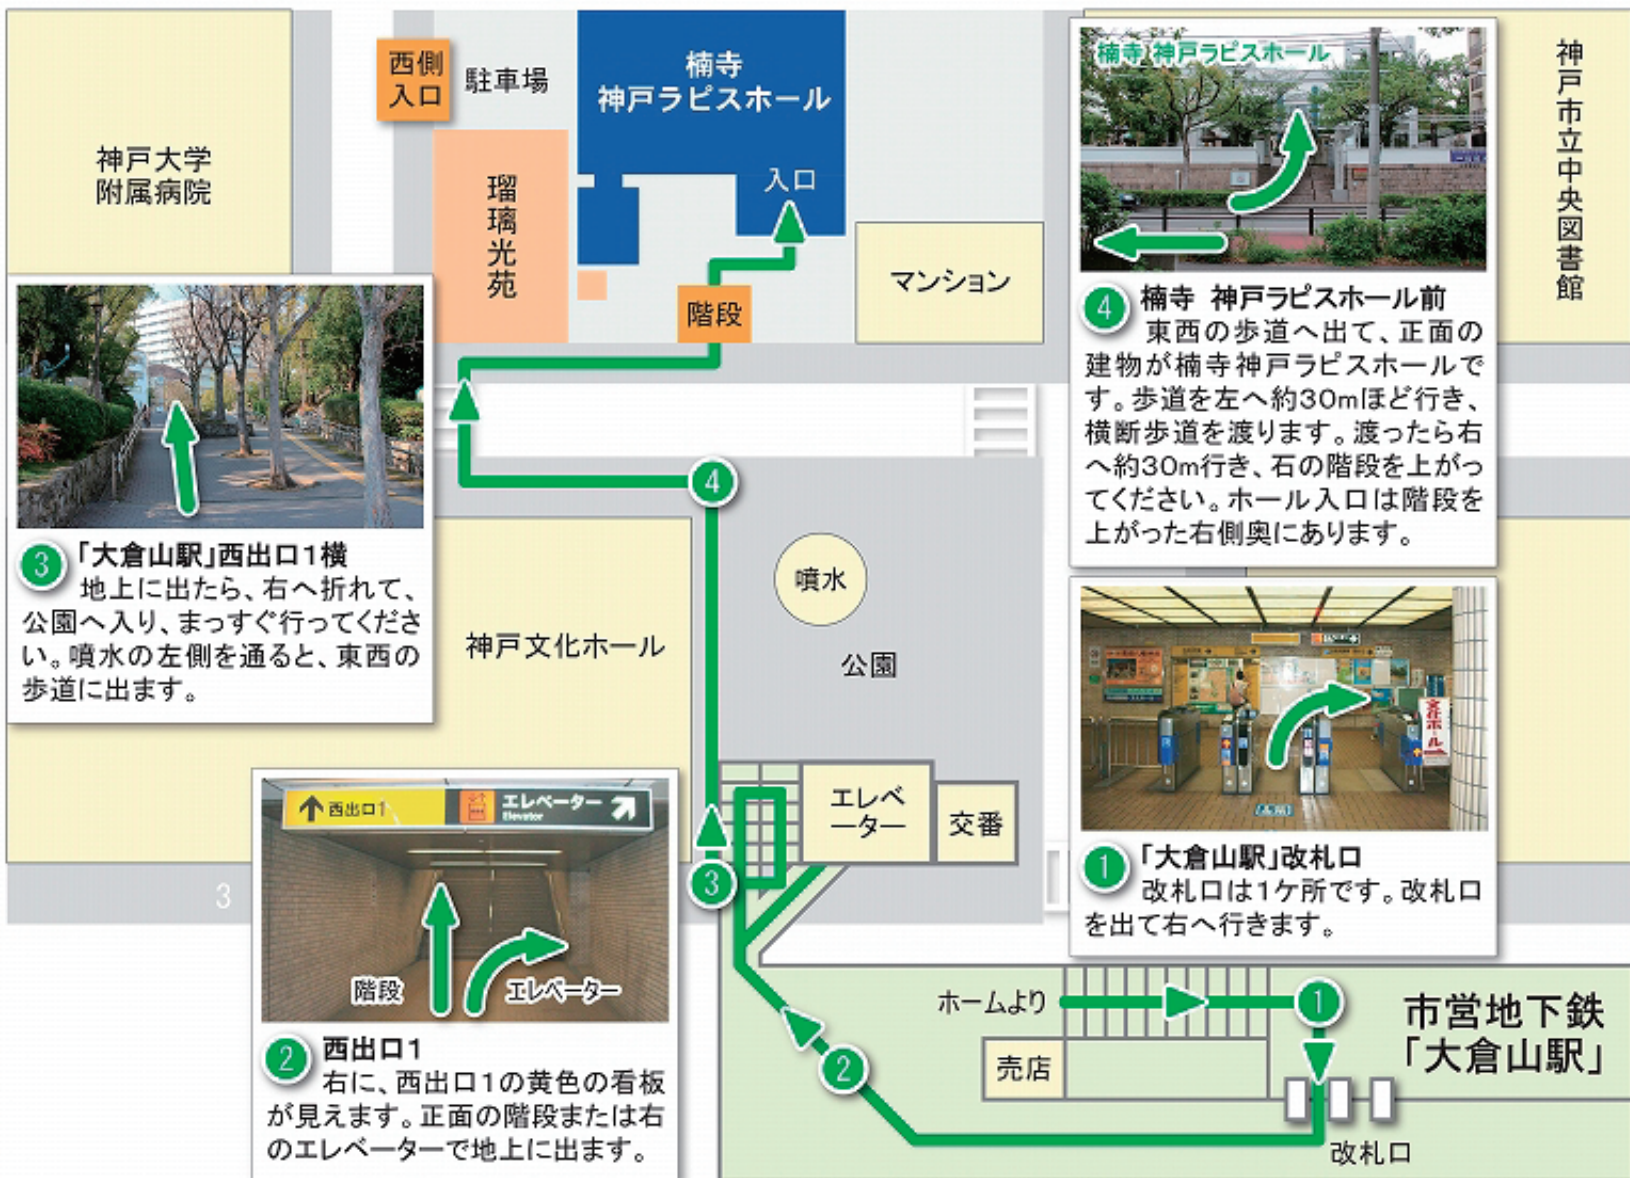 西側
入口
駐車場
楠寺
神戸ラピスホール
入口
神戸大学
附属病院
瑠璃光苑
階段
マンション
神戸市立中央図書館
楠寺 神戸ラピスホール
4 楠寺 神戸ラピスホール前
東西の歩道へ出て、正面の
建物が楠寺神戸ラピスホールで
す。歩道を左へ約30mほど行き、
横断歩道を渡ります。渡ったら右
へ約30m行き、石の階段を上がっ
てください。ホール入口は階段を
上がった右側奥にあります。
3 「大倉山駅」西出口1横
地上に出たら、右へ折れて、
公園へ入り、まっすぐ行ってくださ
い。噴水の左側を通ると、東西の
歩道に出ます。
4
噴水
公園
神戸文化ホール
エレベ
ーター
交番
3
3
文化ホール
1 「大倉山駅」改札口
改札口は1ケ所です。改札口
を出て右へ行きます。
西出口1
エレベーター
Elevator
階段
エレベーター
2 西出口1
右に、西出口1の黄色の看板
が見えます。正面の階段または右
のエレベーターで地上に出ます。
ホームより
1
2
売店
市営地下鉄
「大倉山駅」
改札口